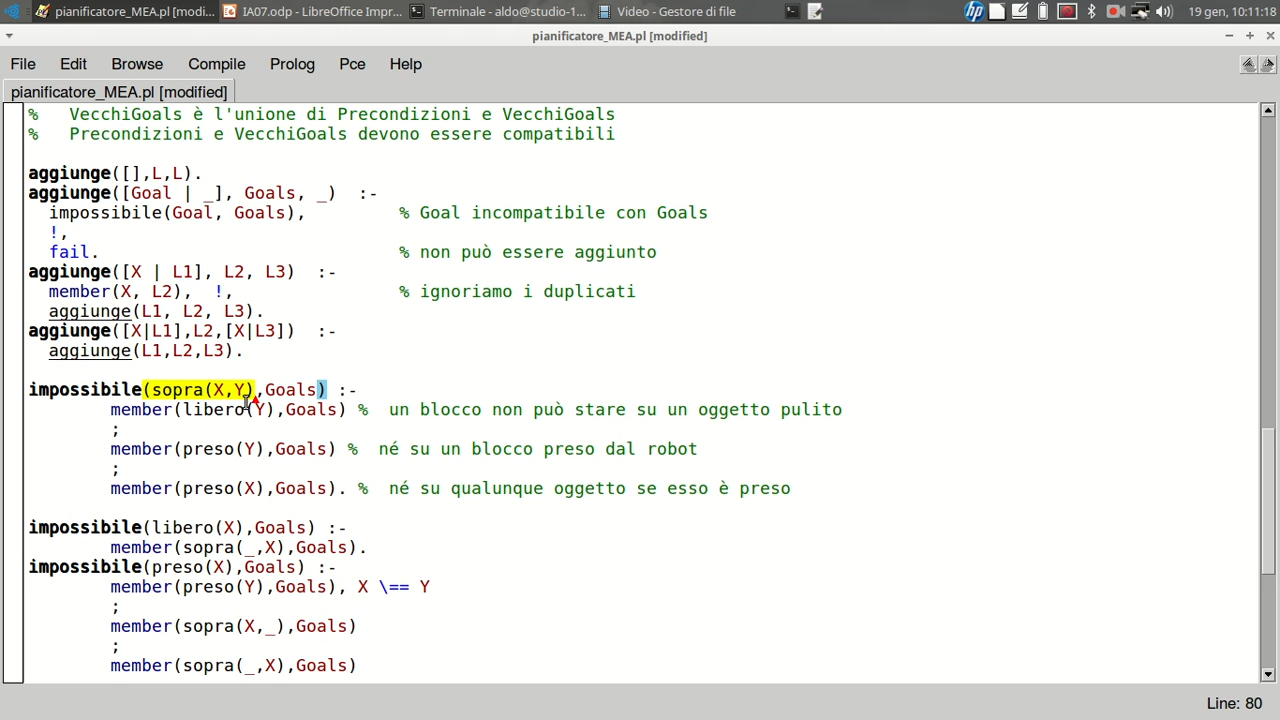 pianificatore_MEA.pl [modi... IA07.odp - LibreOffice Impr... Terminale - aldo@studio-1... Video - Gestore di file 19 gen, 10:11:18
pianificatore_MEA.pl [modified]
File Edit Browse Compile Prolog Pce Help
pianificatore_MEA.pl [modified]
%   VecchiGoals è l'unione di Precondizioni e VecchiGoals
%   Precondizioni e VecchiGoals devono essere compatibili
aggiunge([],L,L).
aggiunge([Goal | _], Goals, _)  :-
impossibile(Goal, Goals),         % Goal incompatibile con Goals
!,
fail.                             % non può essere aggiunto
aggiunge([X | L1], L2, L3)  :-
member(X, L2),  !,                % ignoriamo i duplicati
aggiunge(L1, L2, L3).
aggiunge([X|L1],L2,[X|L3])  :-
aggiunge(L1,L2,L3).
impossibile(sopra(X,Y),Goals) :-
member(libero(Y),Goals) %  un blocco non può stare su un oggetto pulito
;
member(preso(Y),Goals) %  né su un blocco preso dal robot
;
member(preso(X),Goals). %  né su qualunque oggetto se esso è preso
impossibile(libero(X),Goals) :-
member(sopra(_,X),Goals).
impossibile(preso(X),Goals) :-
member(preso(Y),Goals), X \== Y
;
member(sopra(X,_),Goals)
;
member(sopra(_,X),Goals)
Line: 80